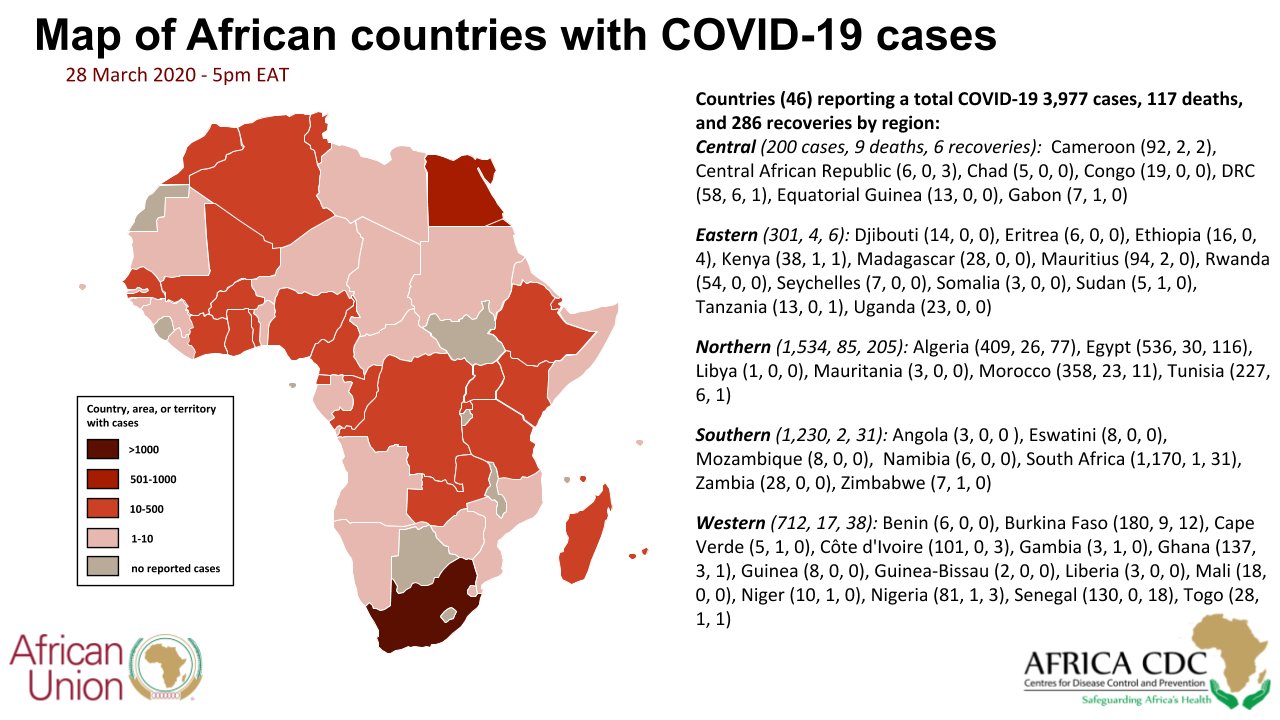 Map of African countries with COVID-19 cases
28 March 2020 - 5pm EAT
Countries (46) reporting a total COVID-19 3,977 cases, 117 deaths,
and 286 recoveries by region:
Central (200 cases, 9 deaths, 6 recoveries):  Cameroon (92, 2, 2),
Central African Republic (6, 0, 3), Chad (5, 0, 0), Congo (19, 0, 0), DRC
(58, 6, 1), Equatorial Guinea (13, 0, 0), Gabon (7, 1, 0)
Eastern (301, 4, 6): Djibouti (14, 0, 0), Eritrea (6, 0, 0), Ethiopia (16, 0,
4), Kenya (38, 1, 1), Madagascar (28, 0, 0), Mauritius (94, 2, 0), Rwanda
(54, 0, 0), Seychelles (7, 0, 0), Somalia (3, 0, 0), Sudan (5, 1, 0),
Tanzania (13, 0, 1), Uganda (23, 0, 0)
Northern (1,534, 85, 205): Algeria (409, 26, 77), Egypt (536, 30, 116),
Libya (1, 0, 0), Mauritania (3, 0, 0), Morocco (358, 23, 11), Tunisia (227,
6, 1)
Southern (1,230, 2, 31): Angola (3, 0, 0 ), Eswatini (8, 0, 0),
Mozambique (8, 0, 0),  Namibia (6, 0, 0), South Africa (1,170, 1, 31),
Zambia (28, 0, 0), Zimbabwe (7, 1, 0)
Western (712, 17, 38): Benin (6, 0, 0), Burkina Faso (180, 9, 12), Cape
Verde (5, 1, 0), Côte d'Ivoire (101, 0, 3), Gambia (3, 1, 0), Ghana (137,
3, 1), Guinea (8, 0, 0), Guinea-Bissau (2, 0, 0), Liberia (3, 0, 0), Mali (18,
0, 0), Niger (10, 1, 0), Nigeria (81, 1, 3), Senegal (130, 0, 18), Togo (28,
1, 1)
Country, area, or territory
with cases
>1000
501-1000
10-500
1-10
no reported cases
African
Union
AFRICA CDC
Centres for Disease Control and Prevention
Safeguarding Africa's Health